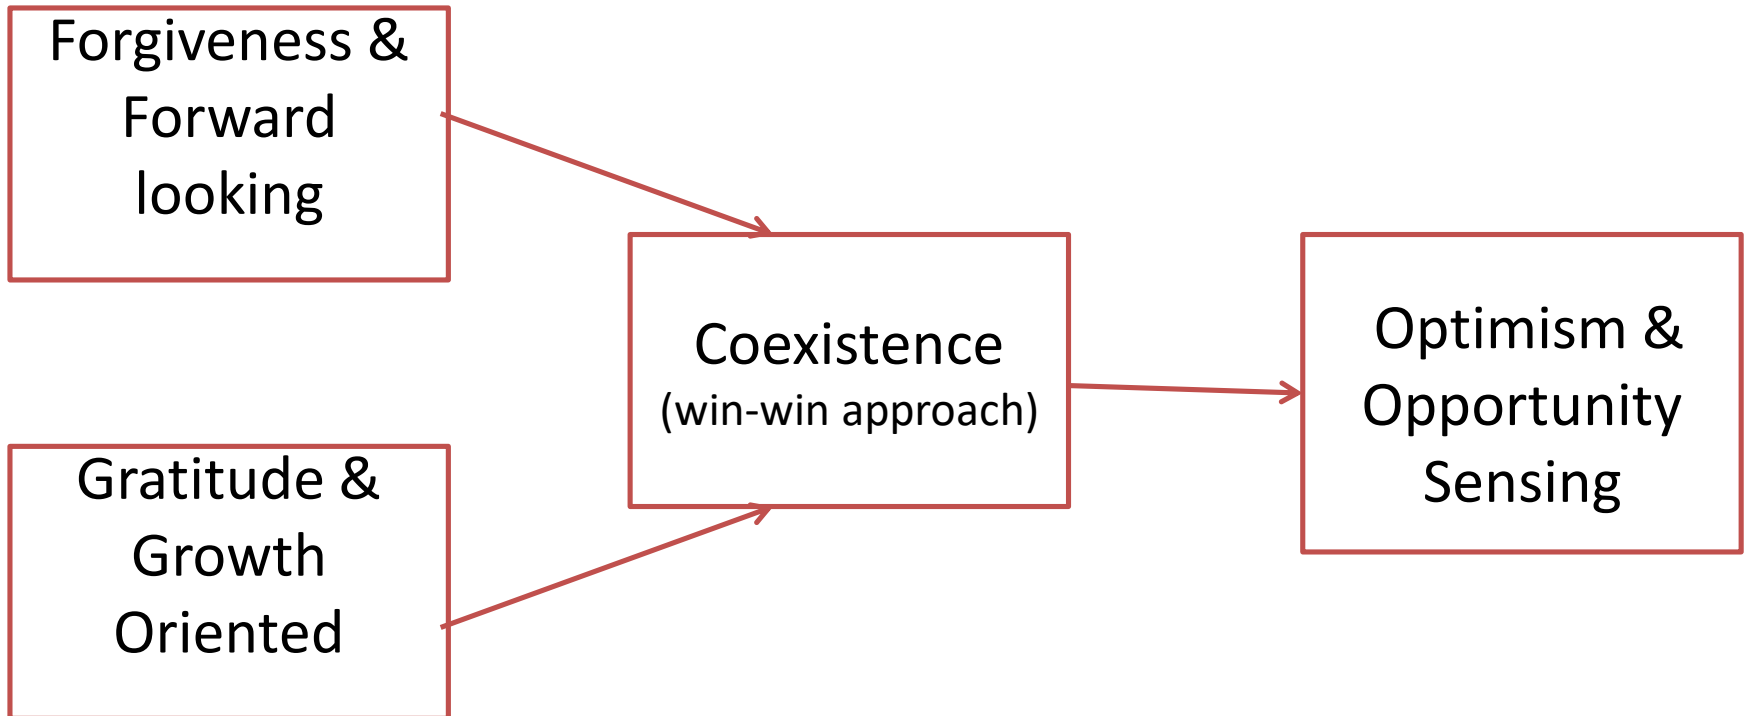 Forgiveness &
Forward
looking
Gratitude &
Growth
Oriented
Coexistence
(win-win approach)
Optimism &
Opportunity
Sensing